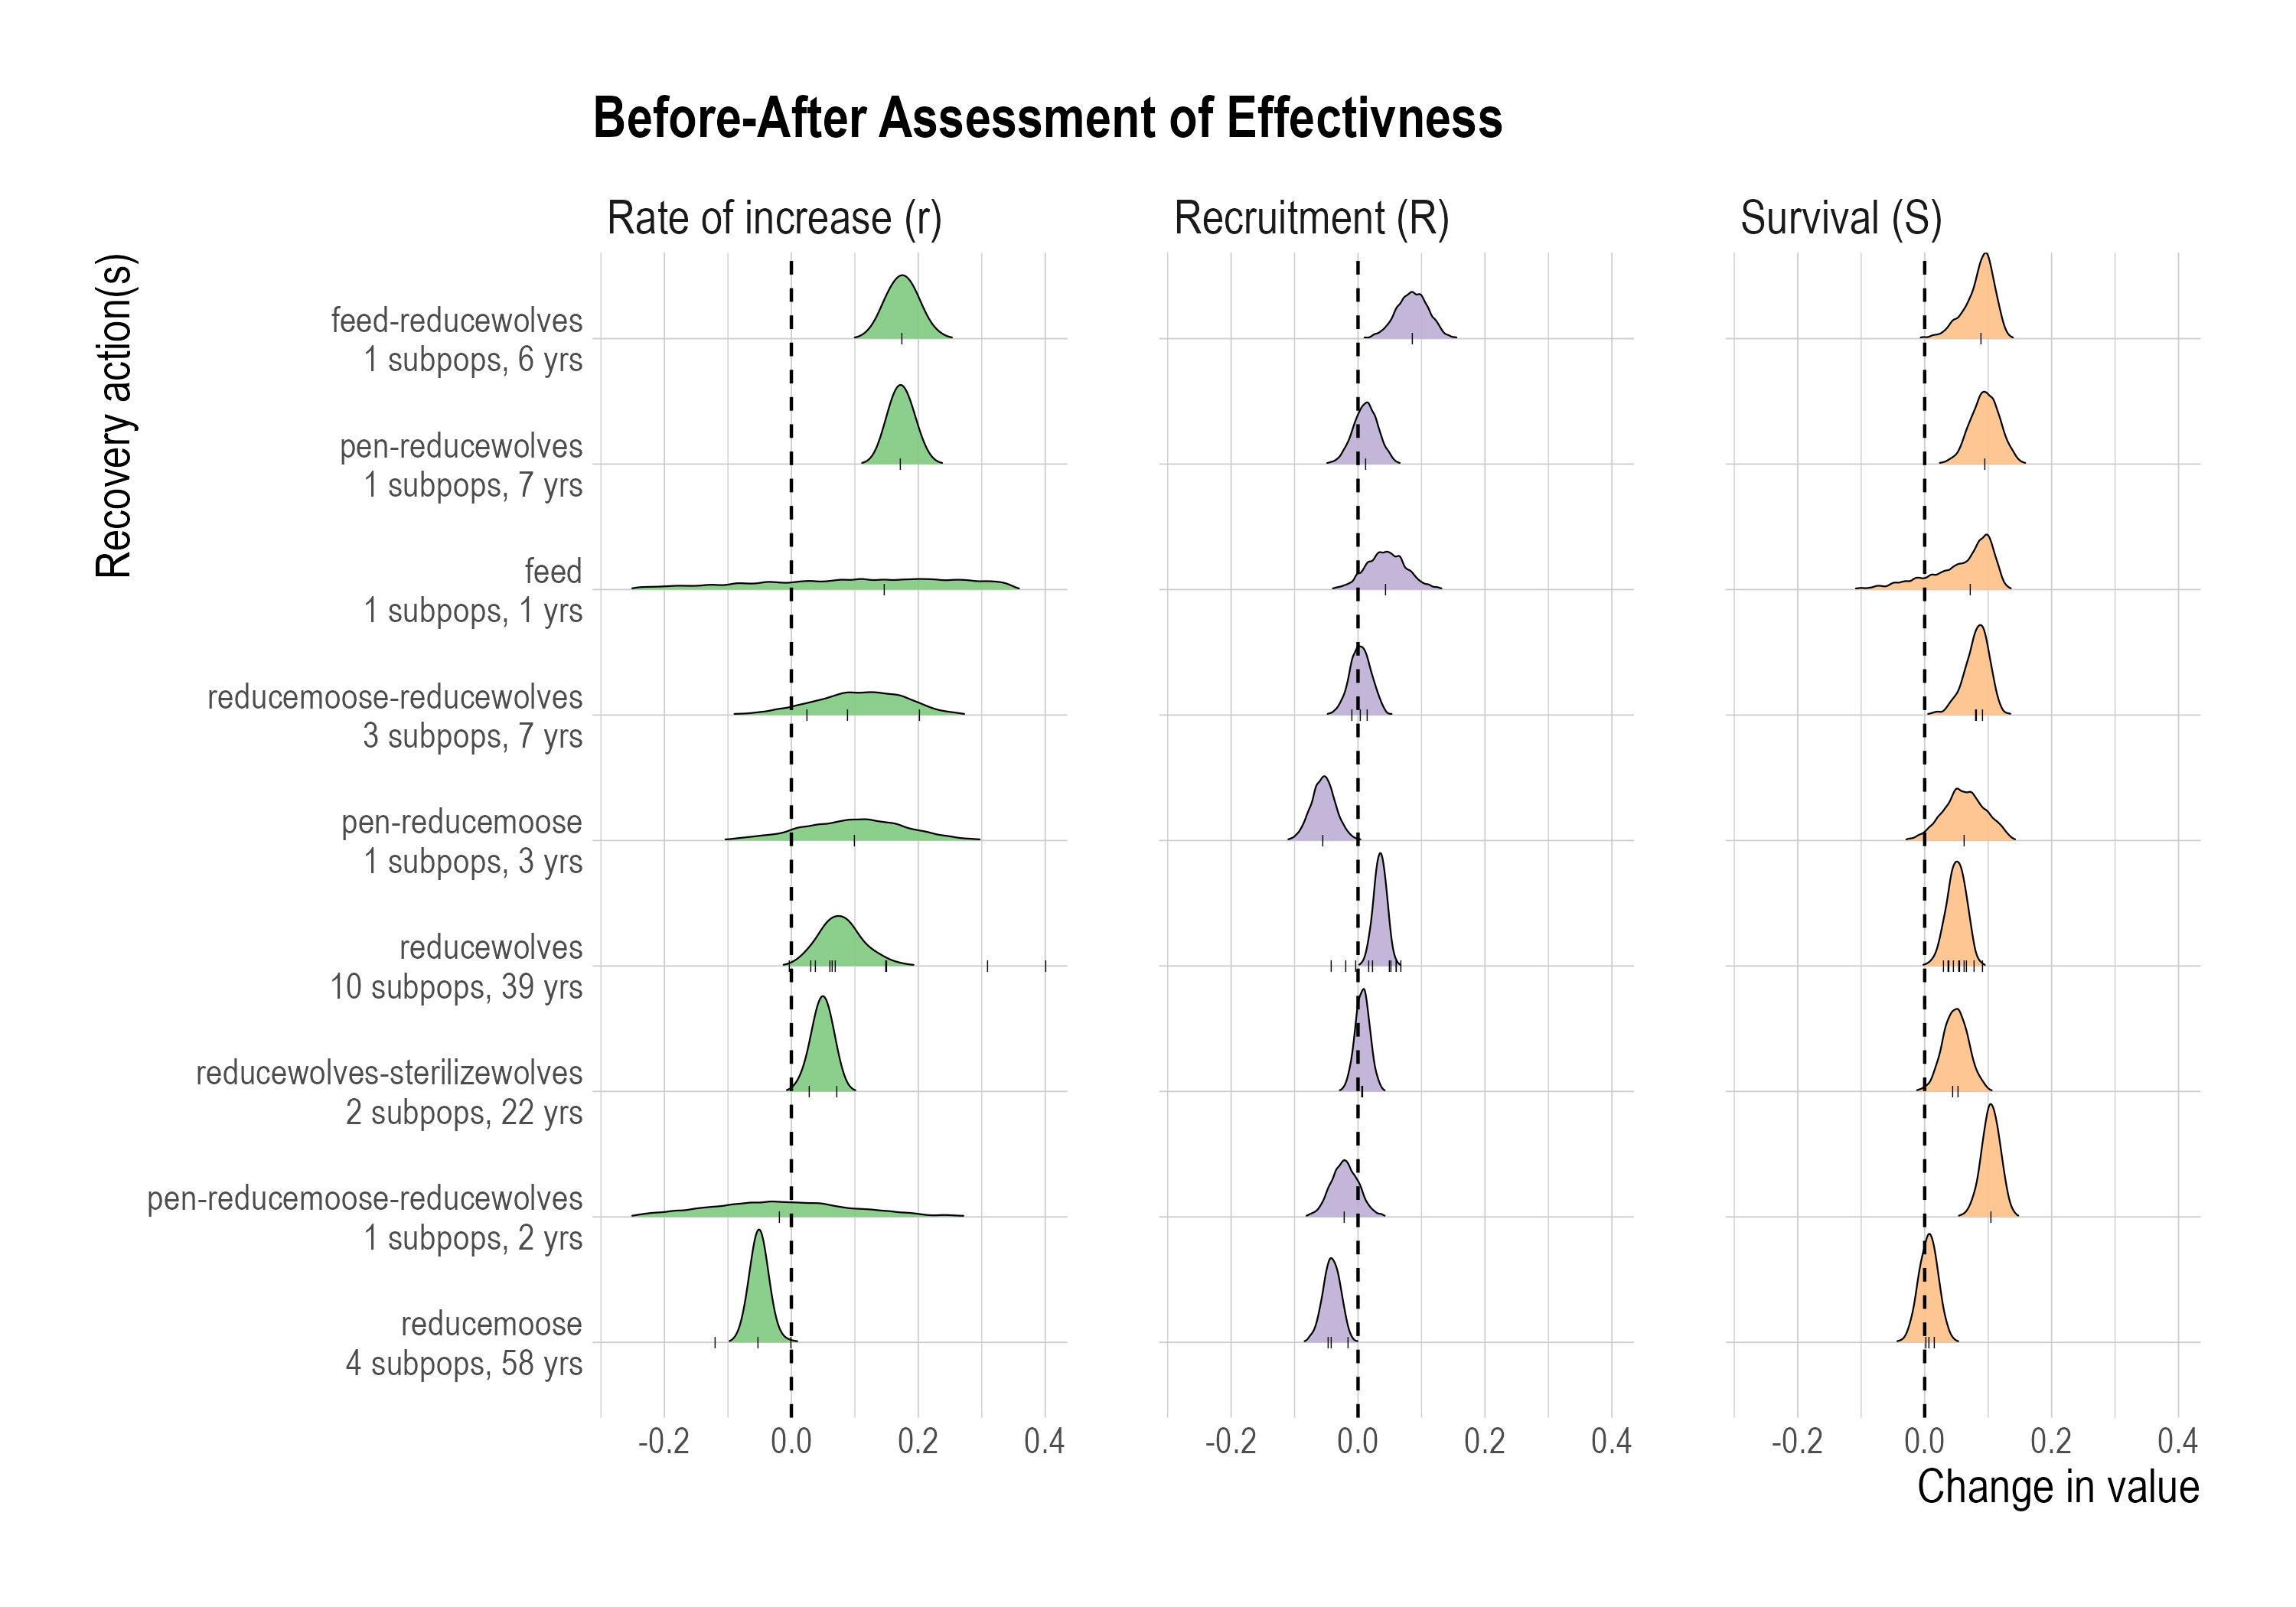 Before-After Assessment of Effectivness
Rate of increase (r)
Recruitment (R)
Survival (S)
Recovery action(s)
feed-reducewolves
1 subpops, 6 yrs
pen-reducewolves
1 subpops, 7 yrs
feed
1 subpops, 1 yrs
reducemoose-reducewolves
3 subpops, 7 yrs
pen-reducemoose
1 subpops, 3 yrs
reducewolves
10 subpops, 39 yrs
reducewolves-sterilizewolves
2 subpops, 22 yrs
pen-reducemoose-reducewolves
1 subpops, 2 yrs
reducemoose
4 subpops, 58 yrs
-0.2 0.0 0.2 0.4
-0.2 0.0 0.2 0.4
-0.2 0.0 0.2 0.4
Change in value